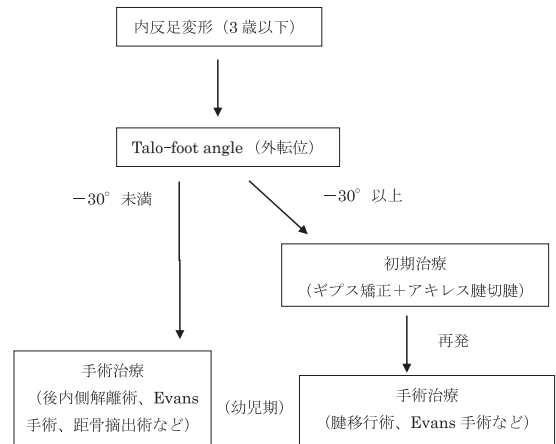 内反足変形（3歳以下）
Talo-foot angle（外転位）
－30°未満
－30°以上
初期治療
（ギプス矯正＋アキレス腱切腱）
再発
手術治療
（後内側解離術、Evans
手術、距骨摘出術など）
（幼児期）
手術治療
（腱移行術、Evans 手術など）